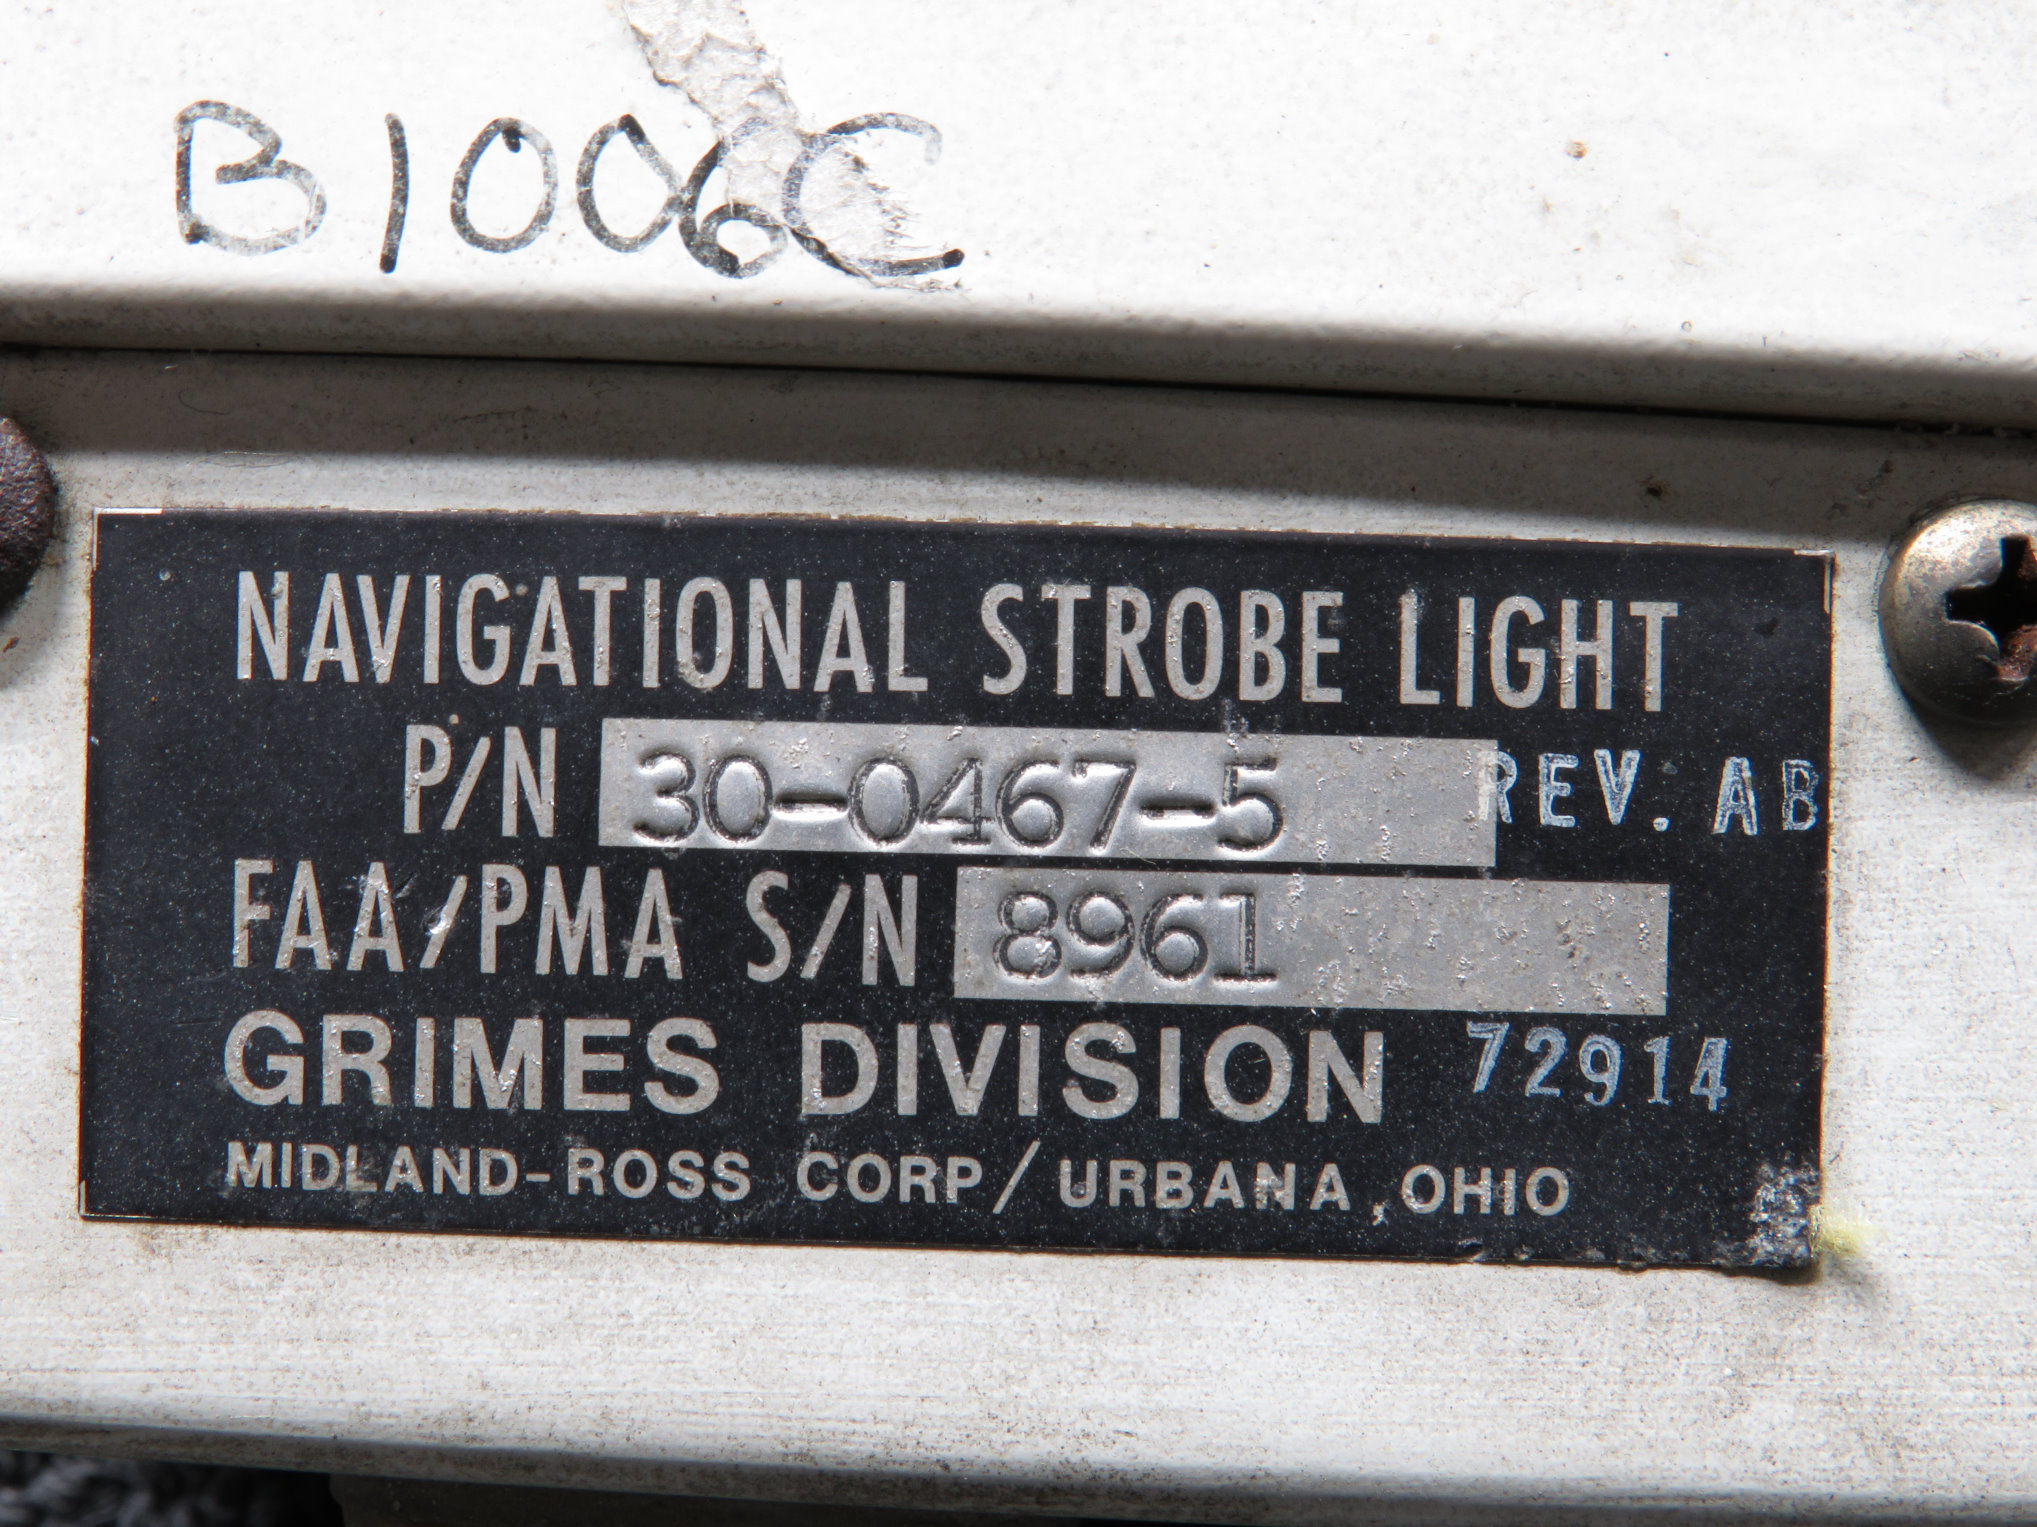 B1006C
NAVIGATIONAL STROBE LIGHT
P/N 30-0467-5 REV. AB
FAA/PMA S/N 8961
GRIMES DIVISION 72914
MIDLAND-ROSS CORP/URBANA, OHIO